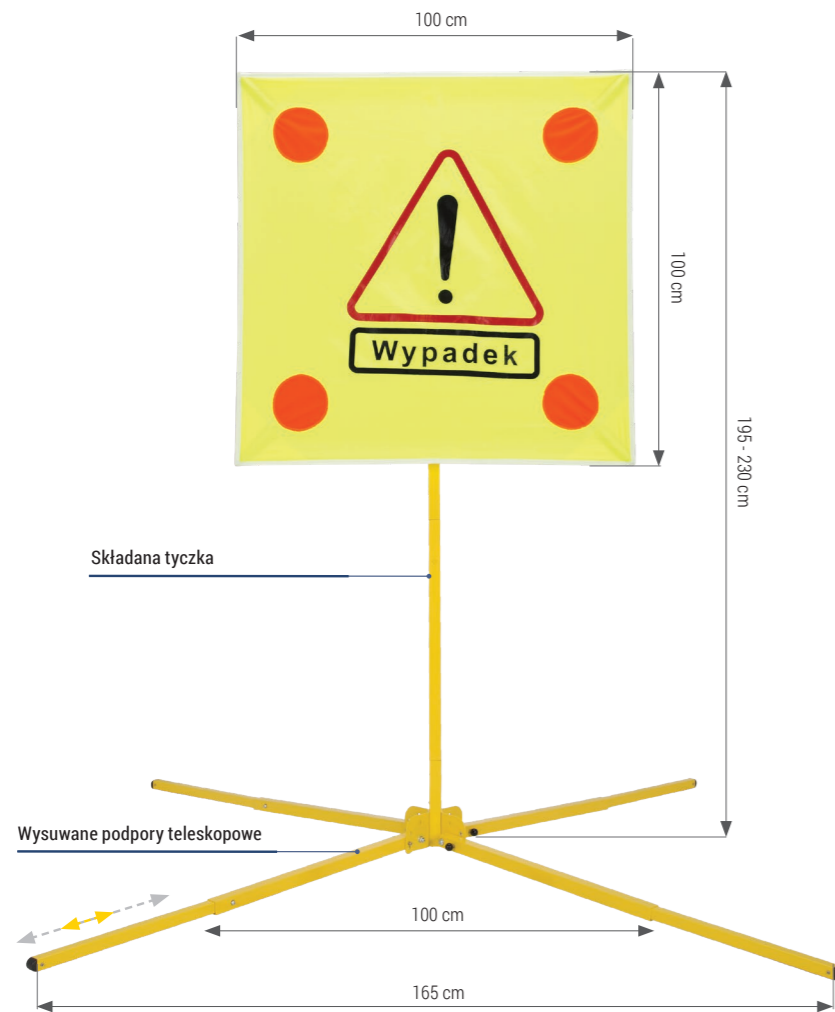 100 cm
!
Wypadek
100 cm
195 - 230 cm
Składana tyczka
Wysuwane podpory teleskopowe
100 cm
165 cm